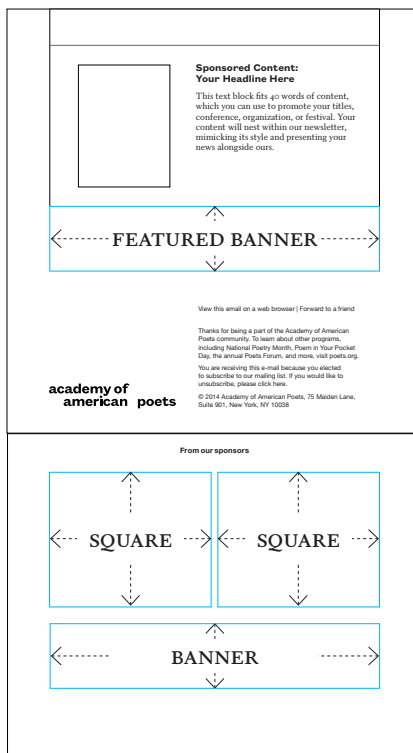 Sponsored Content:
Your Headline Here
This text block fits 40 words of content,
which you can use to promote your titles,
conference, organization, or festival. Your
content will nest within our newsletter,
mimicking its style and presenting your
news alongside ours.
FEATURED BANNER
View this email on a web browser | Forward to a friend
Thanks for being a part of the Academy of American
Poets community. To learn about other programs,
including National Poetry Month, Poem in Your Pocket
Day, the annual Poets Forum, and more, visit poets.org.
You are receiving this e-mail because you elected
to subscribe to our mailing list. If you would like to
unsubscribe, please click here.
© 2014 Academy of American Poets, 75 Maiden Lane,
Suite 901, New York, NY 10038
academy of
american poets
From our sponsors
SQUARE SQUARE
BANNER